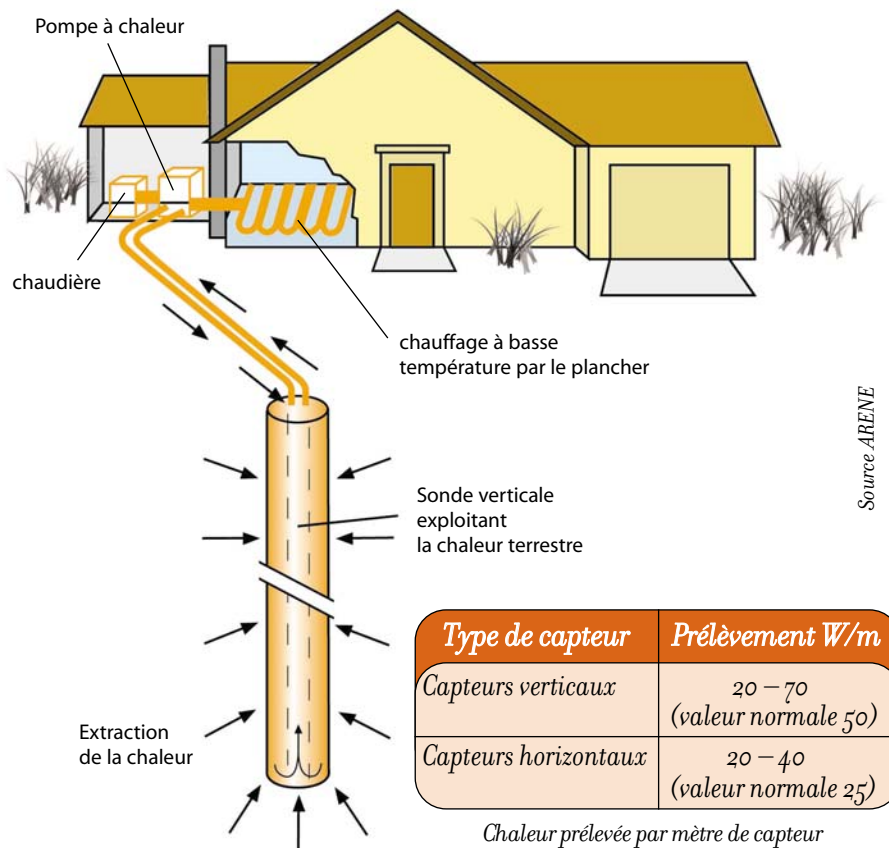 Pompe à chaleur
chaudière
chauffage à basse
température par le plancher
Source ARENE
Sonde verticale
exploitant
la chaleur terrestre
Extraction
de la chaleur
Type de capteur Prélèvement W/m
Capteurs verticaux 20 – 70
(valeur normale 50)
Capteurs horizontaux 20 – 40
(valeur normale 25)
Chaleur prélevée par mètre de capteur